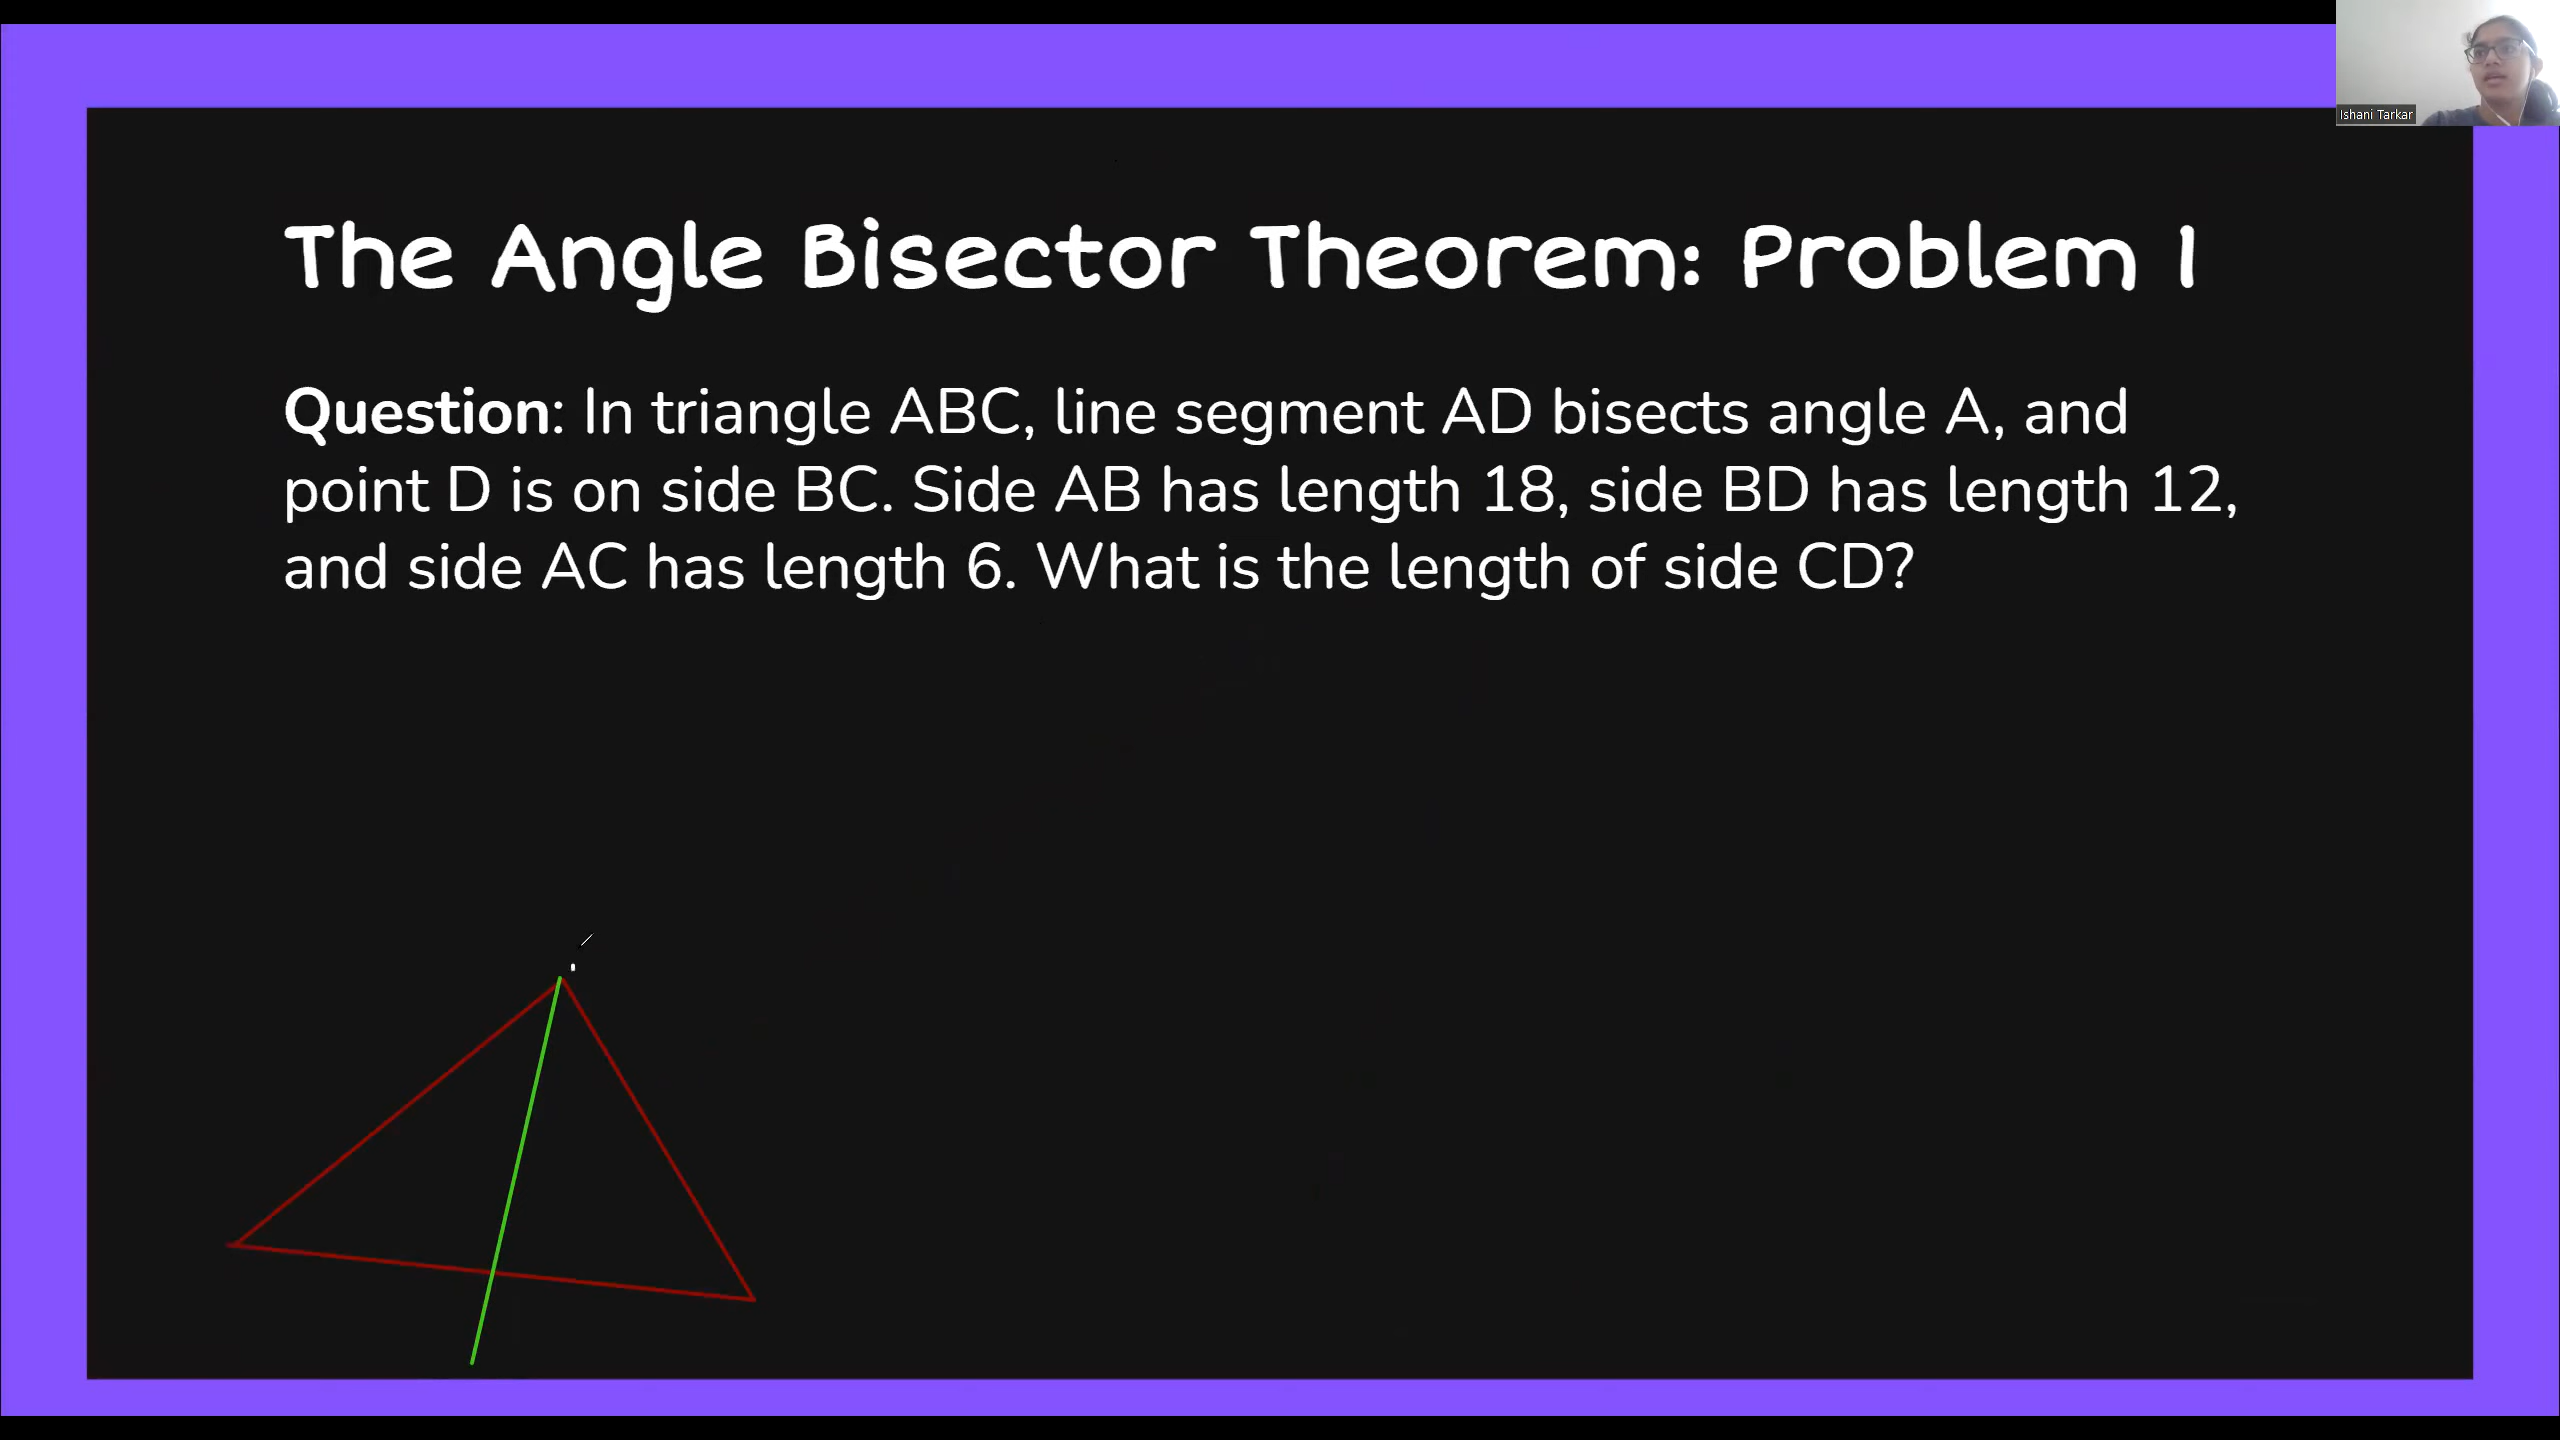 Ishani Tarkar
The Angle Bisector Theorem: Problem 1
Question: In triangle ABC, line segment AD bisects angle A, and
point D is on side BC. Side AB has length 18, side BD has length 12,
and side AC has length 6. What is the length of side CD?